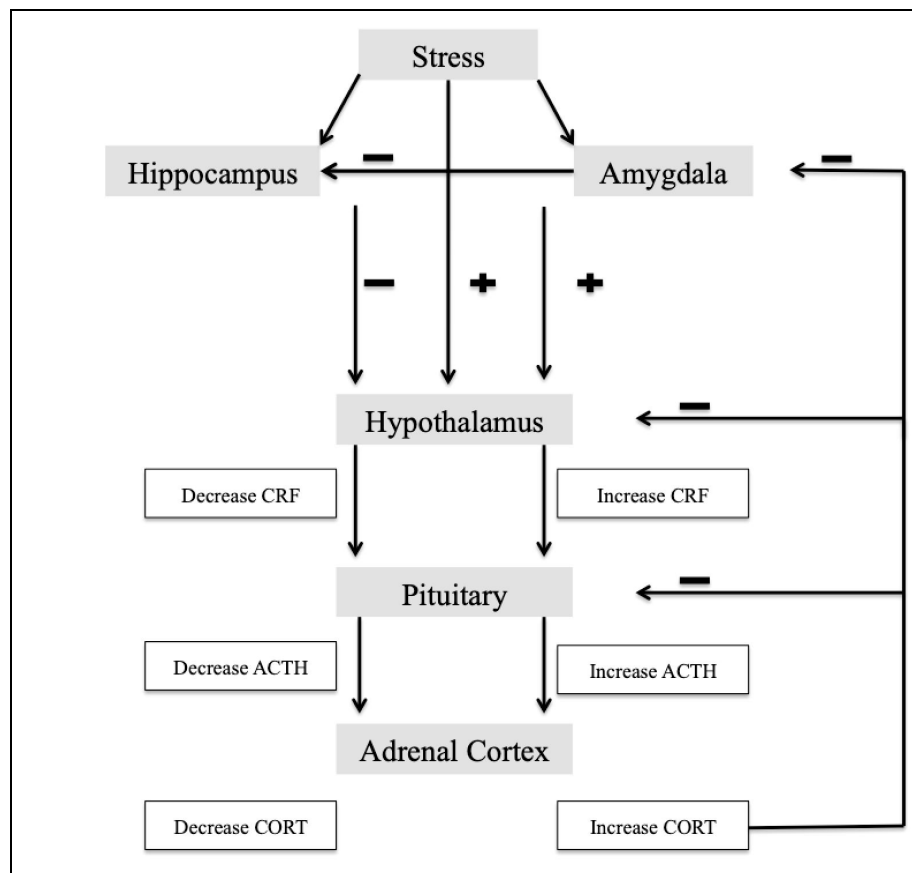 Stress
Hippocampus
Amygdala
Hypothalamus
Decrease CRF
Increase CRF
Pituitary
Decrease ACTH
Increase ACTH
Adrenal Cortex
Decrease CORT
Increase CORT